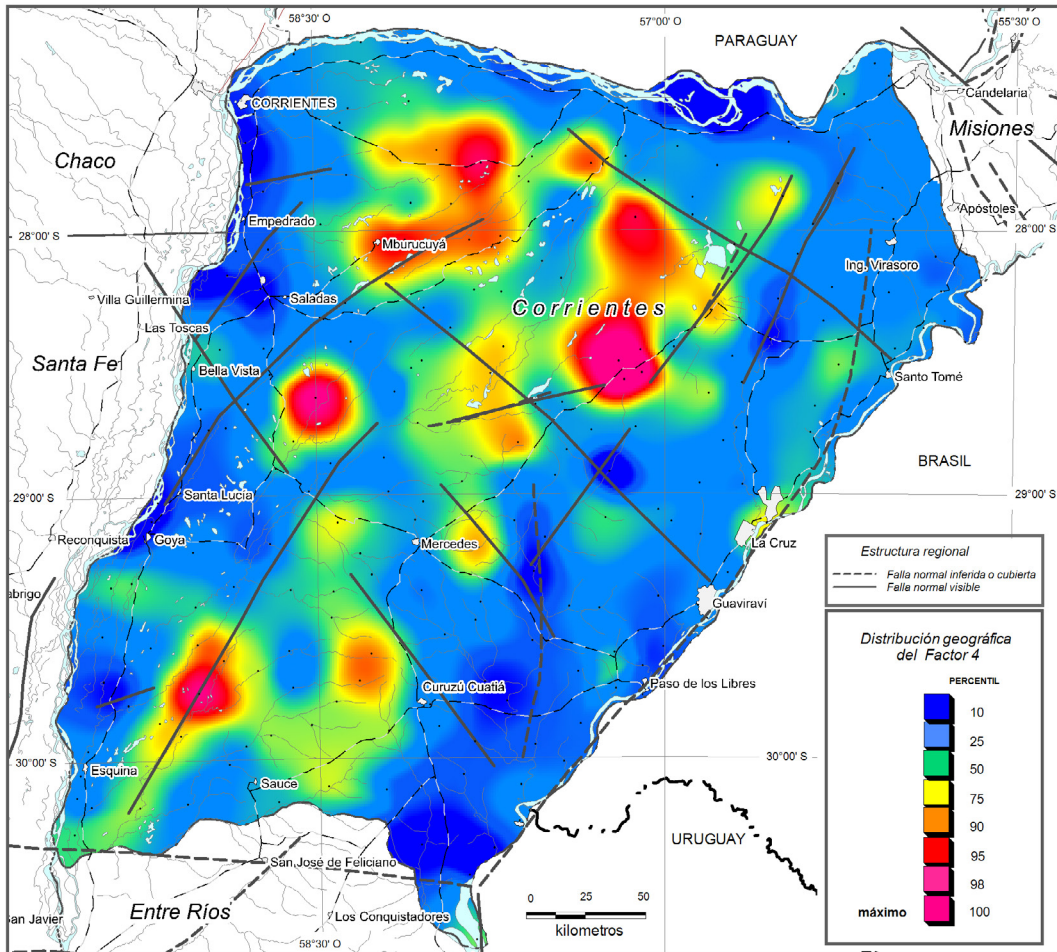 58°30' O
57°00' O
55°30' O
PARAGUAY
CORRIENTES
Candelaria
Misiones
Chaco
Apóstoles
Empedrado
28°00' S
28°00' S
Mburucuyá
Ing. Virasoro
Villa Guillermina
Saladas
Corrientes
Las Toscas
Santa Fe
Bella Vista
Santo Tomé
BRASIL
Santa Lucía
29°00' S
29°00' S
Reconquista
Goya
Mercedes
La Cruz
Estructura regional
Falla normal inferida o cubierta
Falla normal visible
abrigo
Guaviraví
Distribución geográfica
del Factor 4
PERCENTIL
10
25
50
75
90
95
98
máximo 100
Curuzú Cuatiá
Paso de los Libres
30°00' S
30°00' S
Esquina
Sauce
URUGUAY
San José de Feliciano
0 25 50
kilometros
Entre Ríos
San Javier
Los Conquistadores
58°30' O